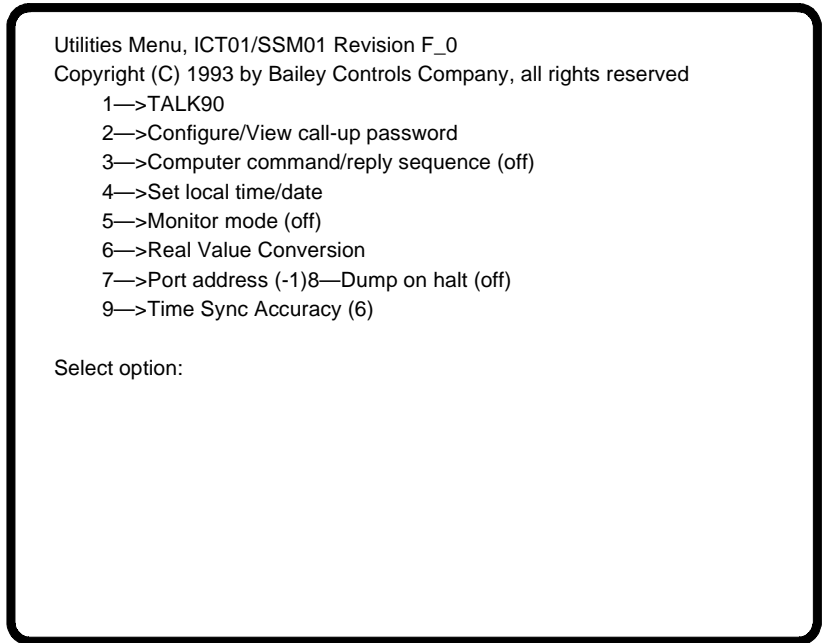 Utilities Menu, ICT01/SSM01 Revision F_0
Copyright (C) 1993 by Bailey Controls Company, all rights reserved
1—>TALK90
2—>Configure/View call-up password
3—>Computer command/reply sequence (off)
4—>Set local time/date
5—>Monitor mode (off)
6—>Real Value Conversion
7—>Port address (-1)8—Dump on halt (off)
9—>Time Sync Accuracy (6)
Select option: